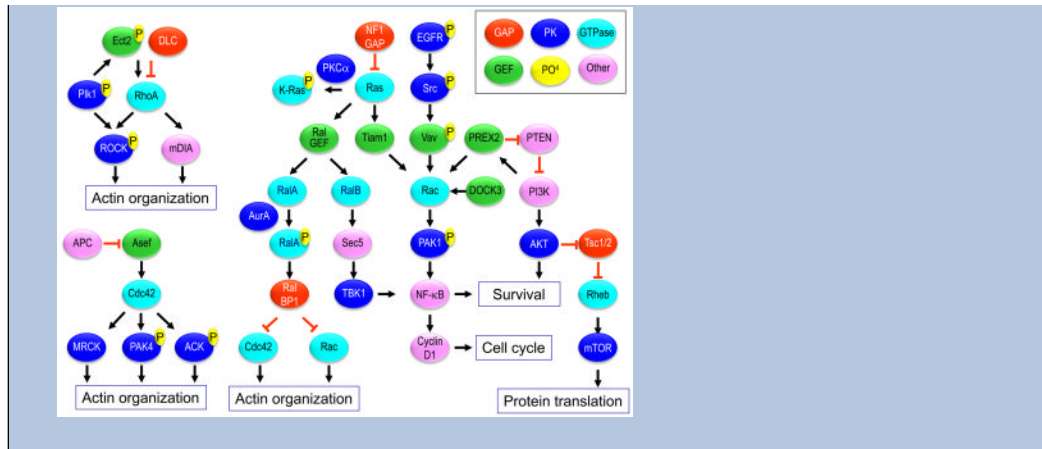 NF1
GAP
P
Ect2
DLC
P
EGFR
GAP
PK
GTPase
PKCα
P
K-Ras
Ras
P
Src
GEF
PO4
Other
P
Plk1
RhoA
Ral
GEF
Tiam1
P
Vav
PREX2
PTEN
P
ROCK
mDIA
RalA
RalB
Rac
DOCK3
PI3K
Actin organization
AurA
P
RalA
Sec5
P
PAK1
AKT
Tsc1/2
APC
Asef
Cdc42
Ral
BP1
TBK1
NF-κB
Survival
Rheb
MRCK
P
PAK4
P
ACK
Cdc42
Rac
Cyclin
D1
Cell cycle
mTOR
Actin organization
Actin organization
Protein translation